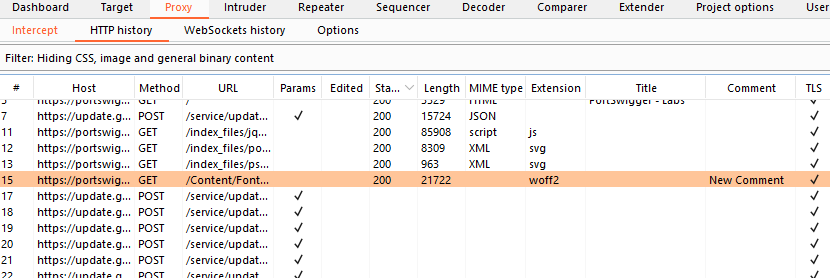 Dashboard Target Proxy Intruder Repeater Sequencer Decoder Comparer Extender Project options User
Intercept HTTP history WebSockets history Options
Filter: Hiding CSS, image and general binary content
# Host Method URL Params Edited Sta... Length MIME type Extension Title Comment TLS
https://portswig... GET / 200 HTML PortSwigger - Labs ✓
7 https://update.g... POST /service/updat... ✓ 200 15724 JSON ✓
11 https://portswig... GET /index_files/jq... 200 85908 script js ✓
12 https://portswig... GET /index_files/po... 200 8309 XML svg ✓
13 https://portswig... GET /index_files/ps... 200 963 XML svg ✓
15 https://portswig... GET /Content/Font... 200 21722 woff2 New Comment ✓
17 https://update.g... POST /service/updat... ✓ ✓
18 https://update.g... POST /service/updat... ✓ ✓
19 https://update.g... POST /service/updat... ✓ ✓
20 https://update.g... POST /service/updat... ✓ ✓
21 https://update.g... POST /service/updat... ✓ ✓
22 https://update.g... POST /service/updat... ✓ ✓